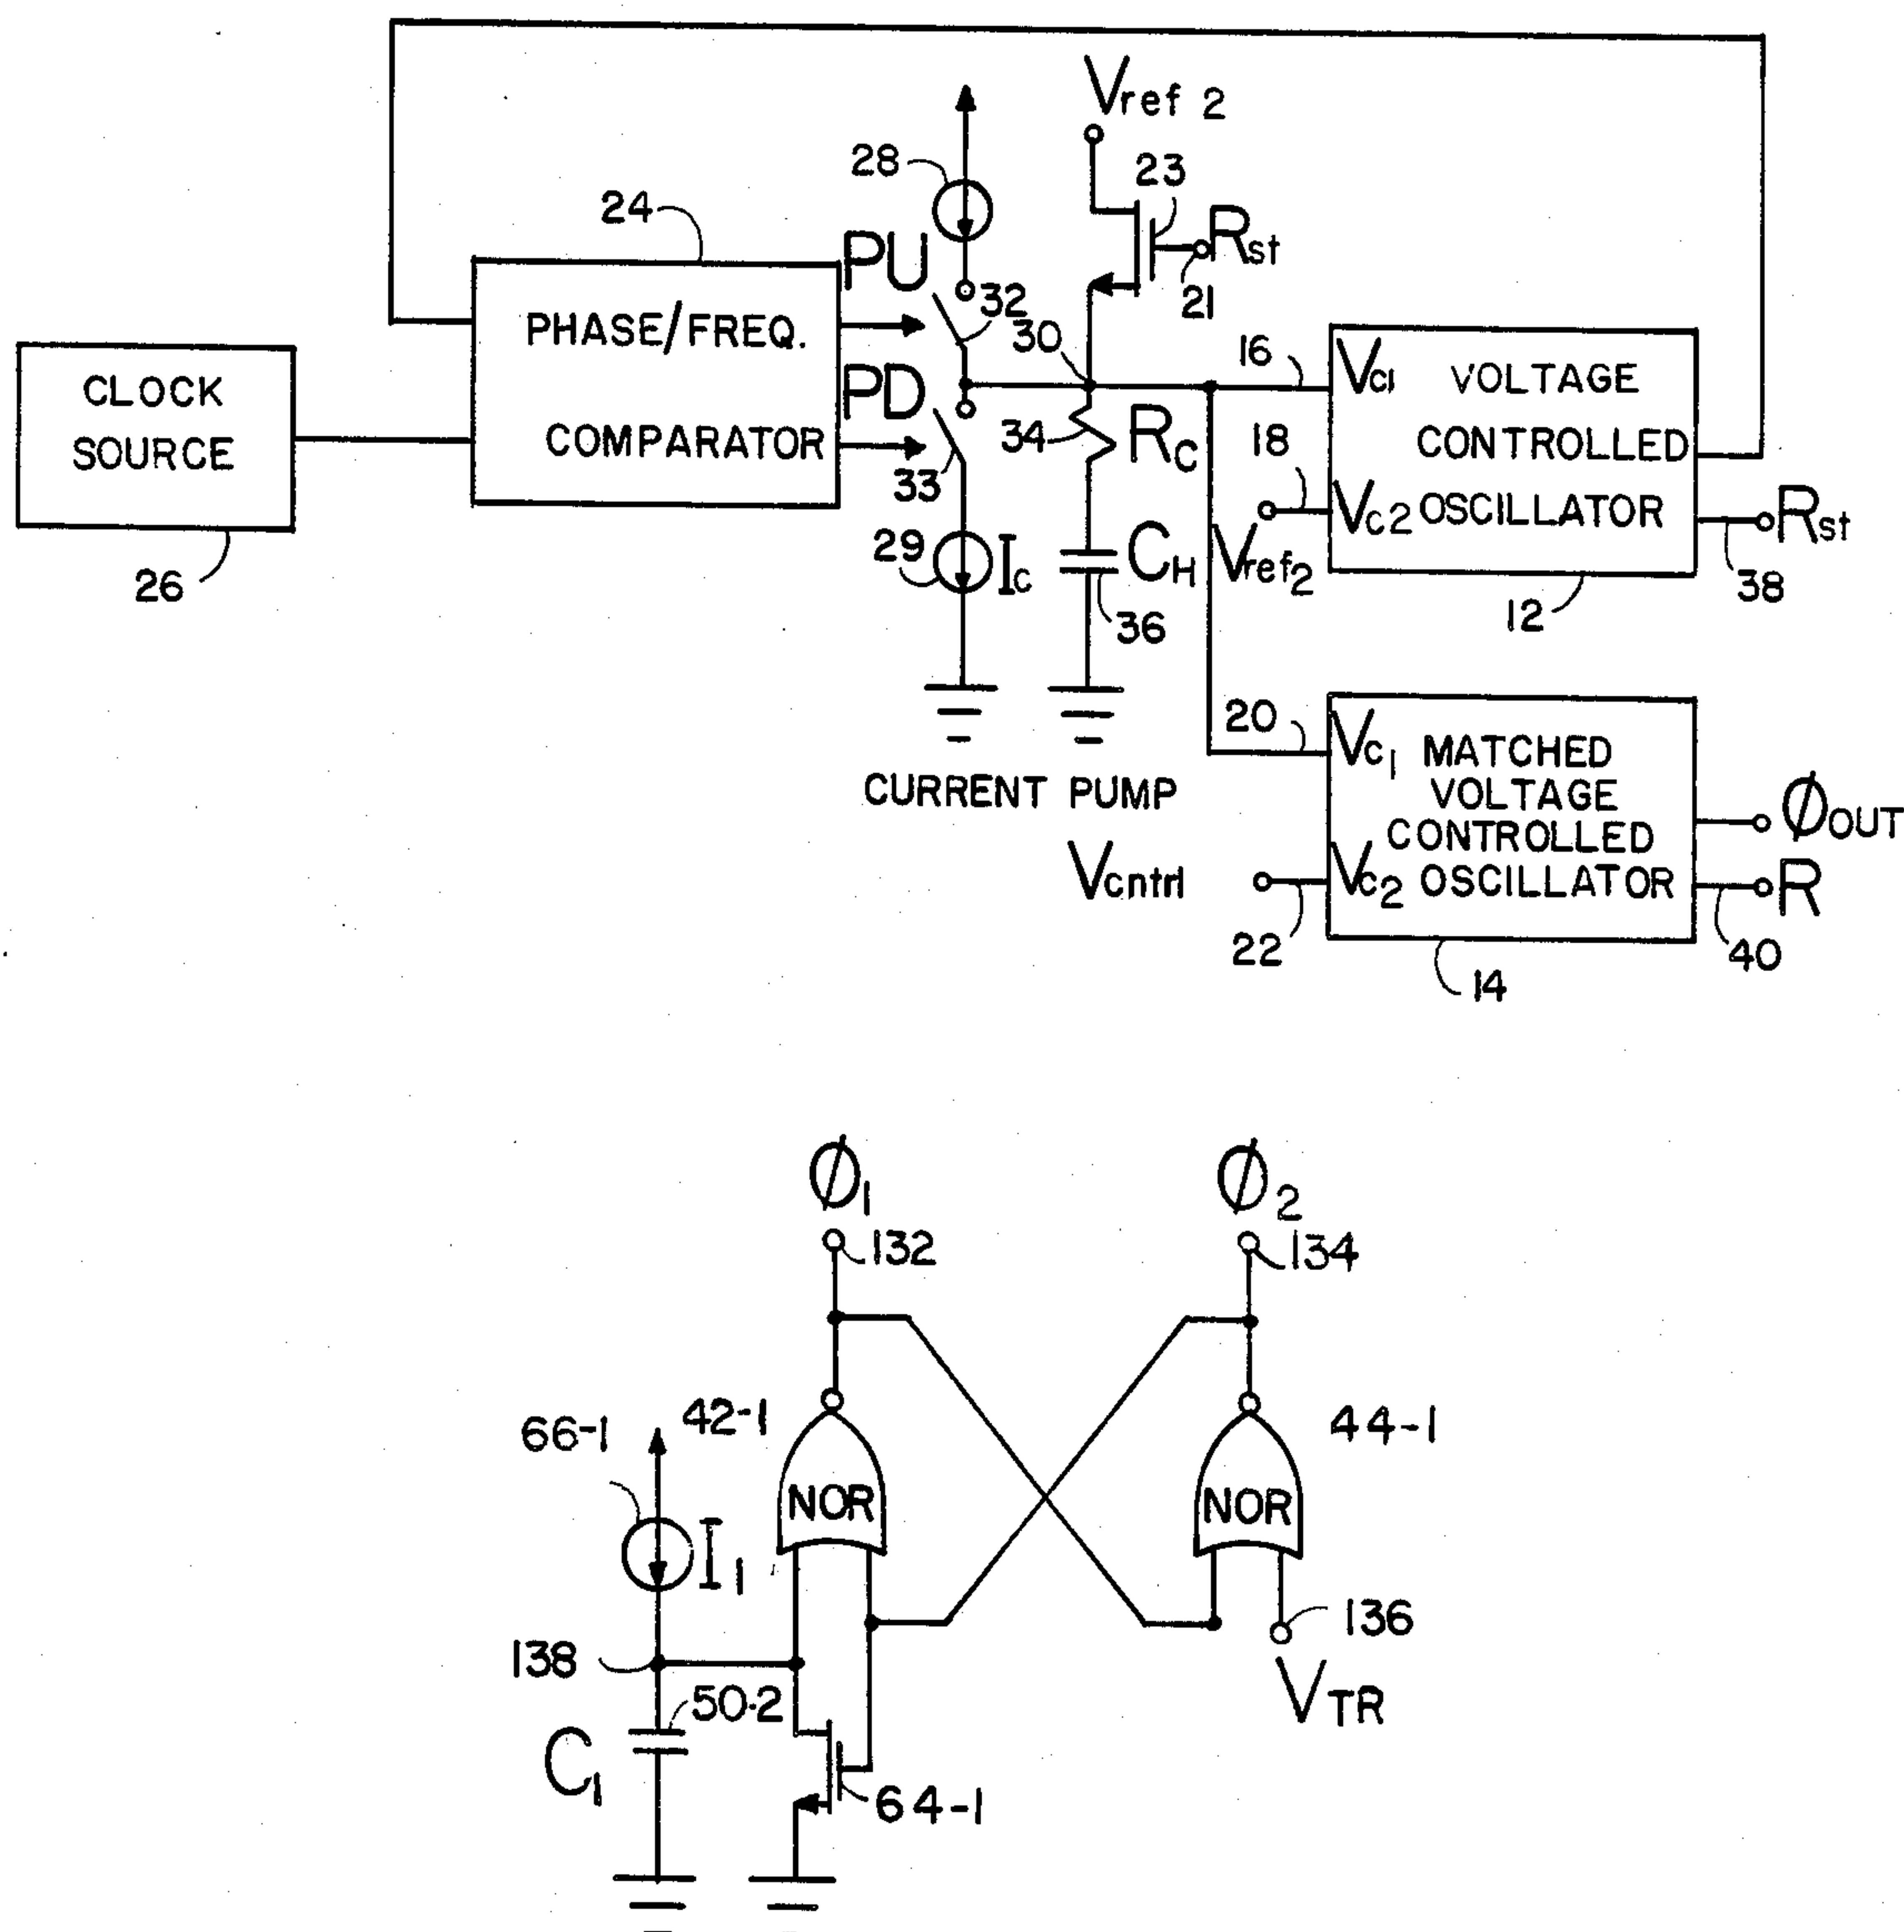 Vref 2
28
23
24
PU
Rst
32
21
PHASE/FREQ.
30
16
Vc1
VOLTAGE
CLOCK
SOURCE
PD
COMPARATOR
34
RC
18
CONTROLLED
33
Vc2
OSCILLATOR
Rst
29
Ic
CH
Vref2
26
36
12
38
20
Vc1
MATCHED
VOLTAGE
CONTROLLED
OSCILLATOR
CURRENT PUMP
ϕOUT
Vcntrl
Vc2
R
22
40
14
ϕ1
ϕ2
132
134
66-1
42-1
44-1
NOR
NOR
I1
138
136
50-2
VTR
C1
64-1